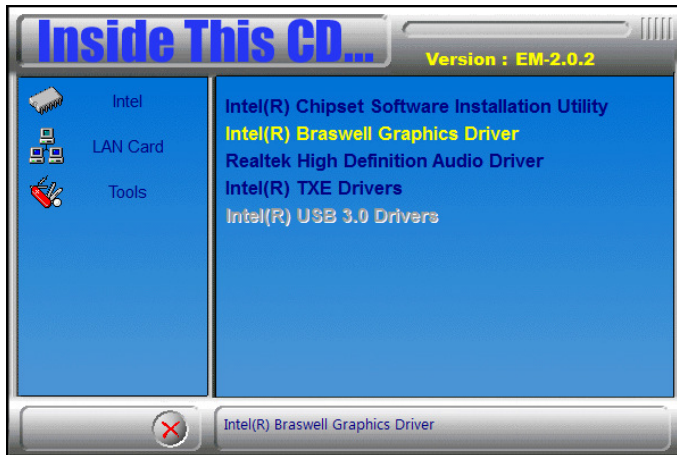 Inside This CD...
Version : EM-2.0.2
Intel
LAN Card
Tools
Intel(R) Chipset Software Installation Utility
Intel(R) Braswell Graphics Driver
Realtek High Definition Audio Driver
Intel(R) TXE Drivers
Intel(R) USB 3.0 Drivers
Intel(R) Braswell Graphics Driver